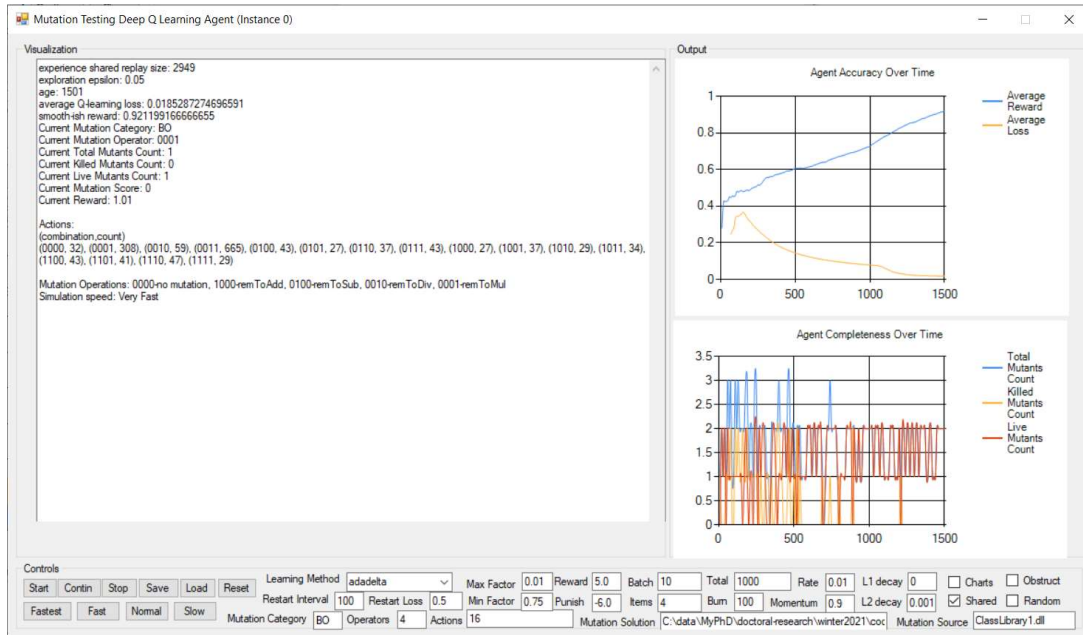 Mutation Testing Deep Q Learning Agent (Instance 0)
Visualization
experience shared replay size: 2949
exploration epsilon: 0.05
age: 1501
average Q-learning loss: 0.0185287274696591
smooth-ish reward: 0.921199166666655
Current Mutation Category: BO
Current Mutation Operator: 0001
Current Total Mutants Count: 1
Current Killed Mutants Count: 0
Current Live Mutants Count: 1
Current Mutation Score: 0
Current Reward: 1.01
Actions:
(combination,count)
(0000, 32), (0001, 308), (0010, 59), (0011, 665), (0100, 43), (0101, 27), (0110, 37), (0111, 43), (1000, 27), (1001, 37), (1010, 29), (1011, 34),
(1100, 43), (1101, 41), (1110, 47), (1111, 29)
Mutation Operations: 0000-no mutation, 1000-remToAdd, 0100-remToSub, 0010-remToDiv, 0001-remToMul
Simulation speed: Very Fast
Output
Agent Accuracy Over Time
1
0.8
0.6
0.4
0.2
0
0 500 1000 1500
Average
Reward
Average
Loss
Agent Completeness Over Time
3.5
3
2.5
2
1.5
1
0.5
0
0 500 1000 1500
Total
Mutants
Count
Killed
Mutants
Count
Live
Mutants
Count
Controls
Start Contin Stop Save Load Reset
Fastest Fast Normal Slow
Learning Method adadelta Max Factor 0.01 Reward 5.0 Batch 10 Total 1000 Rate 0.01 L1 decay 0 Charts Obstruct
Restart Interval 100 Restart Loss 0.5 Min Factor 0.75 Punish -6.0 Items 4 Burn 100 Momentum 0.9 L2 decay 0.001 Shared Random
Mutation Category BO Operators 4 Actions 16 Mutation Solution C:\data\MyPhD\doctoral-research\winter2021\coc Mutation Source ClassLibrary1.dll